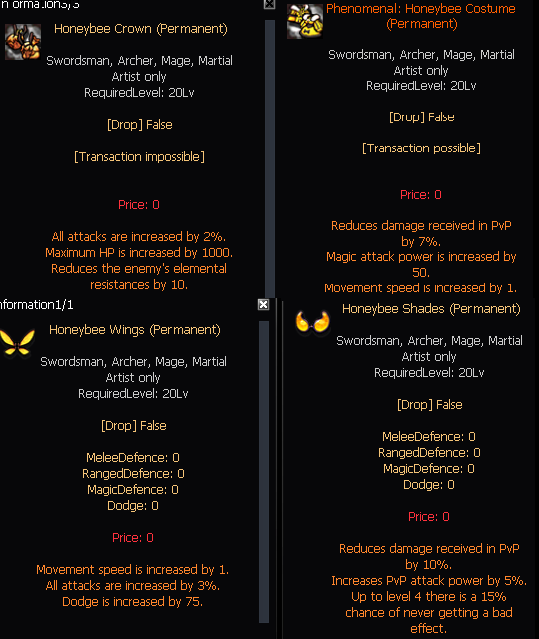 nformation3/3
Honeybee Crown (Permanent)
Swordsman, Archer, Mage, Martial
Artist only
RequiredLevel: 20Lv
[Drop] False
[Transaction impossible]
Price: 0
All attacks are increased by 2%.
Maximum HP is increased by 1000.
Reduces the enemy's elemental
resistances by 10.
Phenomenal: Honeybee Costume
(Permanent)
Swordsman, Archer, Mage, Martial
Artist only
RequiredLevel: 20Lv
[Drop] False
[Transaction possible]
Price: 0
Reduces damage received in PvP
by 7%.
Magic attack power is increased by
50.
Movement speed is increased by 1.
nformation1/1
Honeybee Wings (Permanent)
Swordsman, Archer, Mage, Martial
Artist only
RequiredLevel: 20Lv
[Drop] False
MeleeDefence: 0
RangedDefence: 0
MagicDefence: 0
Dodge: 0
Price: 0
Movement speed is increased by 1.
All attacks are increased by 3%.
Dodge is increased by 75.
Honeybee Shades (Permanent)
Swordsman, Archer, Mage, Martial
Artist only
RequiredLevel: 20Lv
[Drop] False
MeleeDefence: 0
RangedDefence: 0
MagicDefence: 0
Dodge: 0
Price: 0
Reduces damage received in PvP
by 10%.
Increases PvP attack power by 5%.
Up to level 4 there is a 15%
chance of never getting a bad
effect.